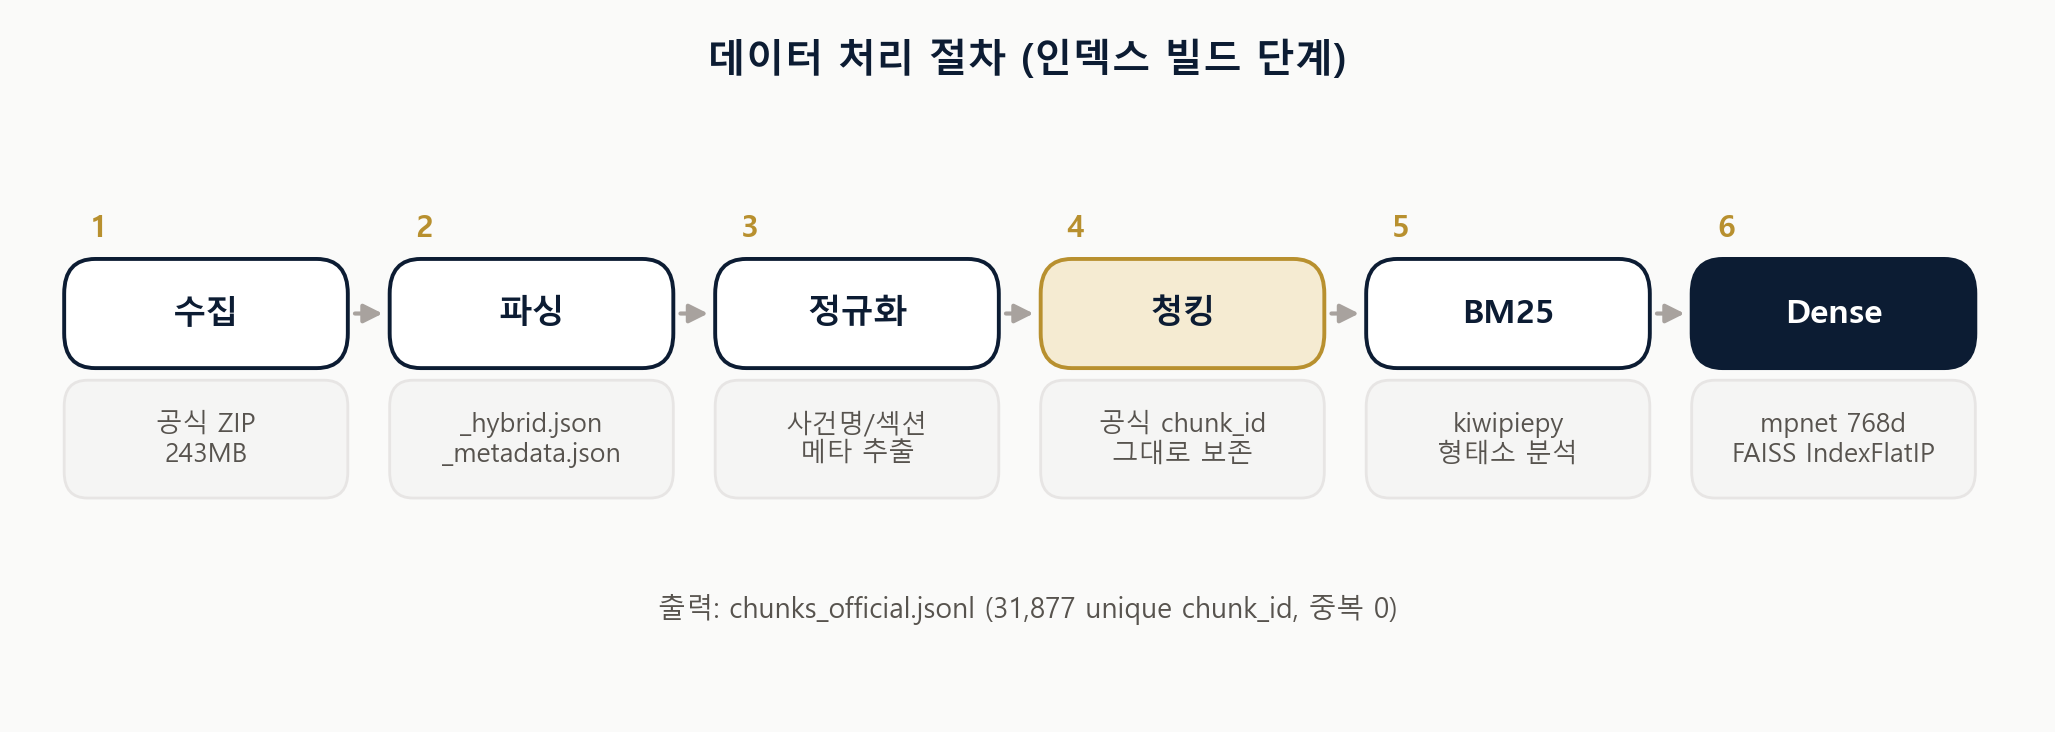 데이터 처리 절차 (인덱스 빌드 단계)
1
수집
공식 ZIP
243MB
2
파싱
_hybrid.json
_metadata.json
3
정규화
사건명/섹션
메타 추출
4
청킹
공식 chunk_id
그대로 보존
5
BM25
kiwipiepy
형태소 분석
6
Dense
mpnet 768d
FAISS IndexFlatIP
출력: chunks_official.jsonl (31,877 unique chunk_id, 중복 0)